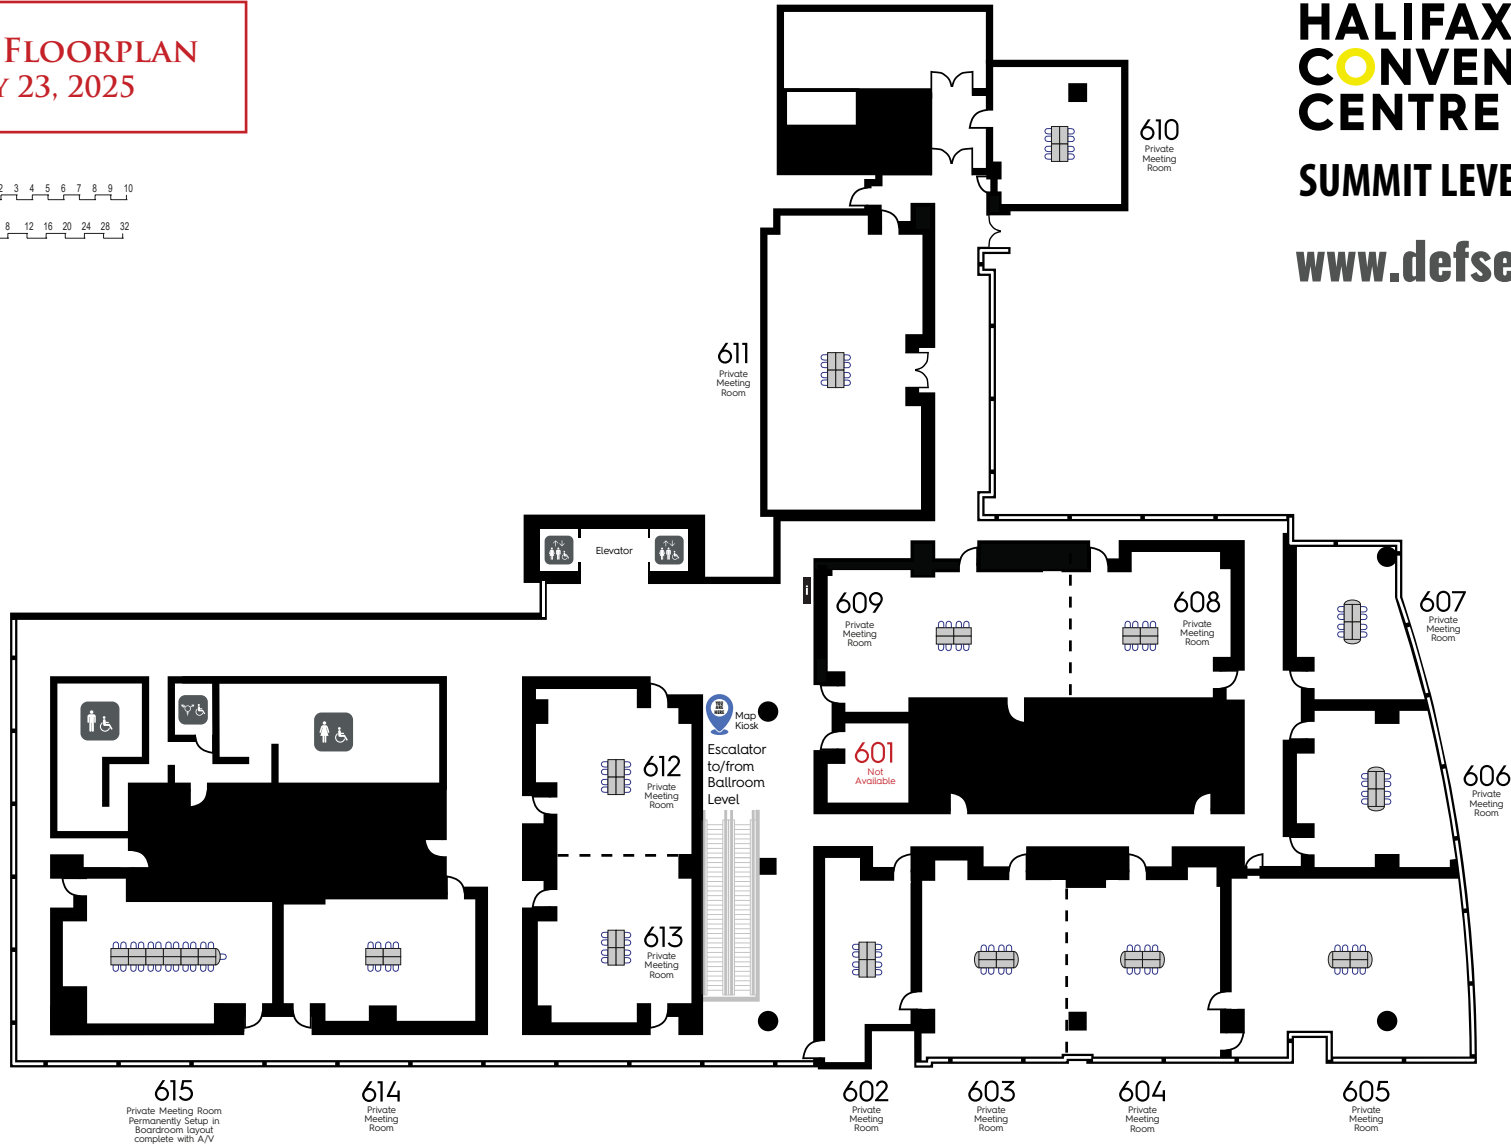 FLOORPLAN
23, 2025
2 3 4 5 6 7 8 9 10
8 12 16 20 24 28 32
HALIFAX
CONVEN
CENTRE
SUMMIT LEVE
www.defse
610
Private
Meeting
Room
611
Private
Meeting
Room
Elevator
609
Private
Meeting
Room
608
Private
Meeting
Room
607
Private
Meeting
Room
YOU
ARE
HERE
Map
Kiosk
Escalator
to/from
Ballroom
Level
612
Private
Meeting
Room
601
Not
Available
606
Private
Meeting
Room
613
Private
Meeting
Room
615
Private Meeting Room
Permanently Setup in
Boardroom layout
complete with A/V
614
Private
Meeting
Room
602
Private
Meeting
Room
603
Private
Meeting
Room
604
Private
Meeting
Room
605
Private
Meeting
Room